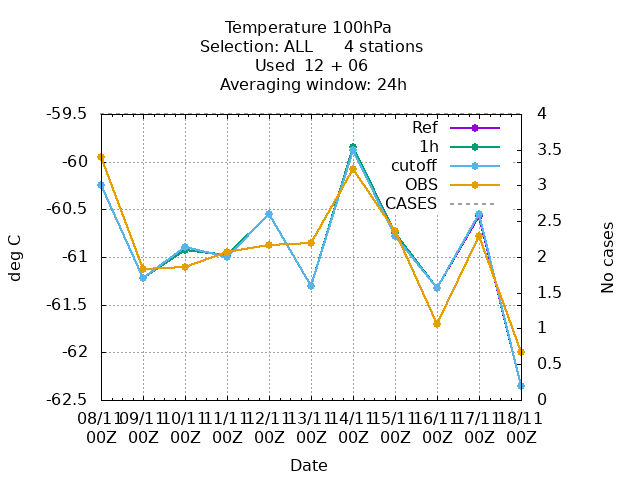 Temperature 100hPa
Selection: ALL 4 stations
Used 12 + 06
Averaging window: 24h
-59.5
-60
-60.5
-61
-61.5
-62
-62.5
deg C
4
3.5
3
2.5
2
1.5
1
0.5
0
No cases
Ref
1h
cutoff
OBS
CASES
08/11 09/11 10/11 11/11 12/11 13/11 14/11 15/11 16/11 17/11 18/11
00Z 00Z 00Z 00Z 00Z 00Z 00Z 00Z 00Z 00Z 00Z
Date